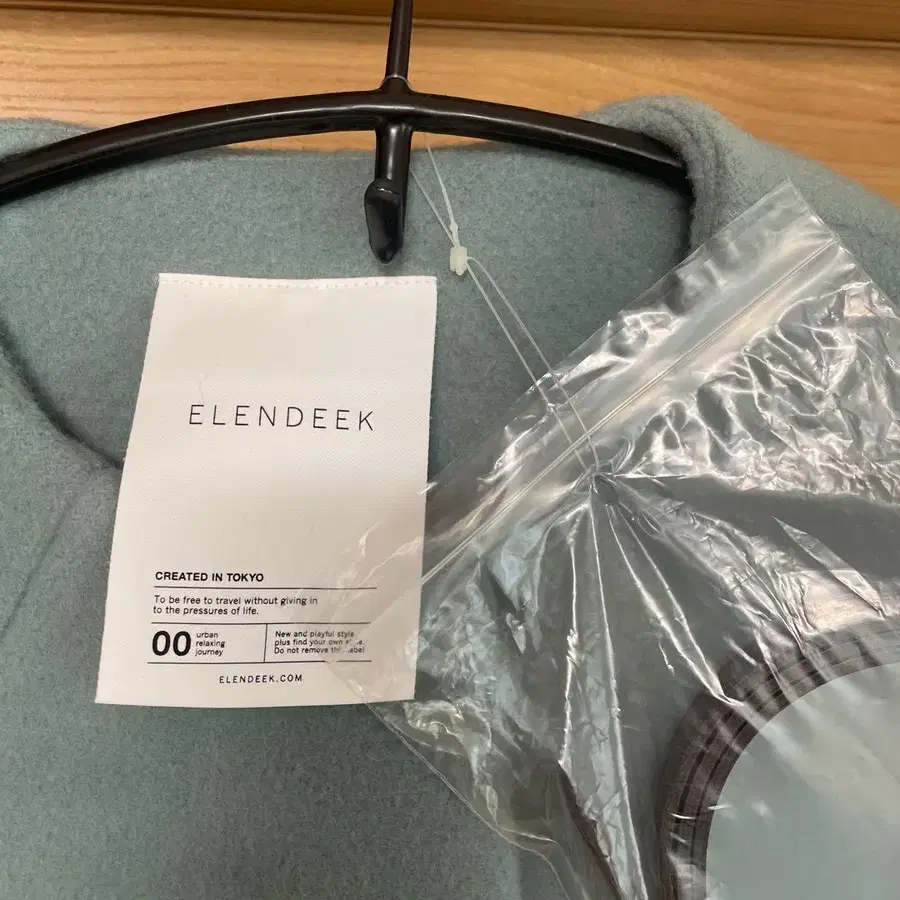 ELENDEEK
CREATED IN TOKYO
To be free to travel without giving in
to the pressures of life.
00
urban
relaxing
journey
New and playful style
plus find your own
Do not remove
ELENDEEK.COM